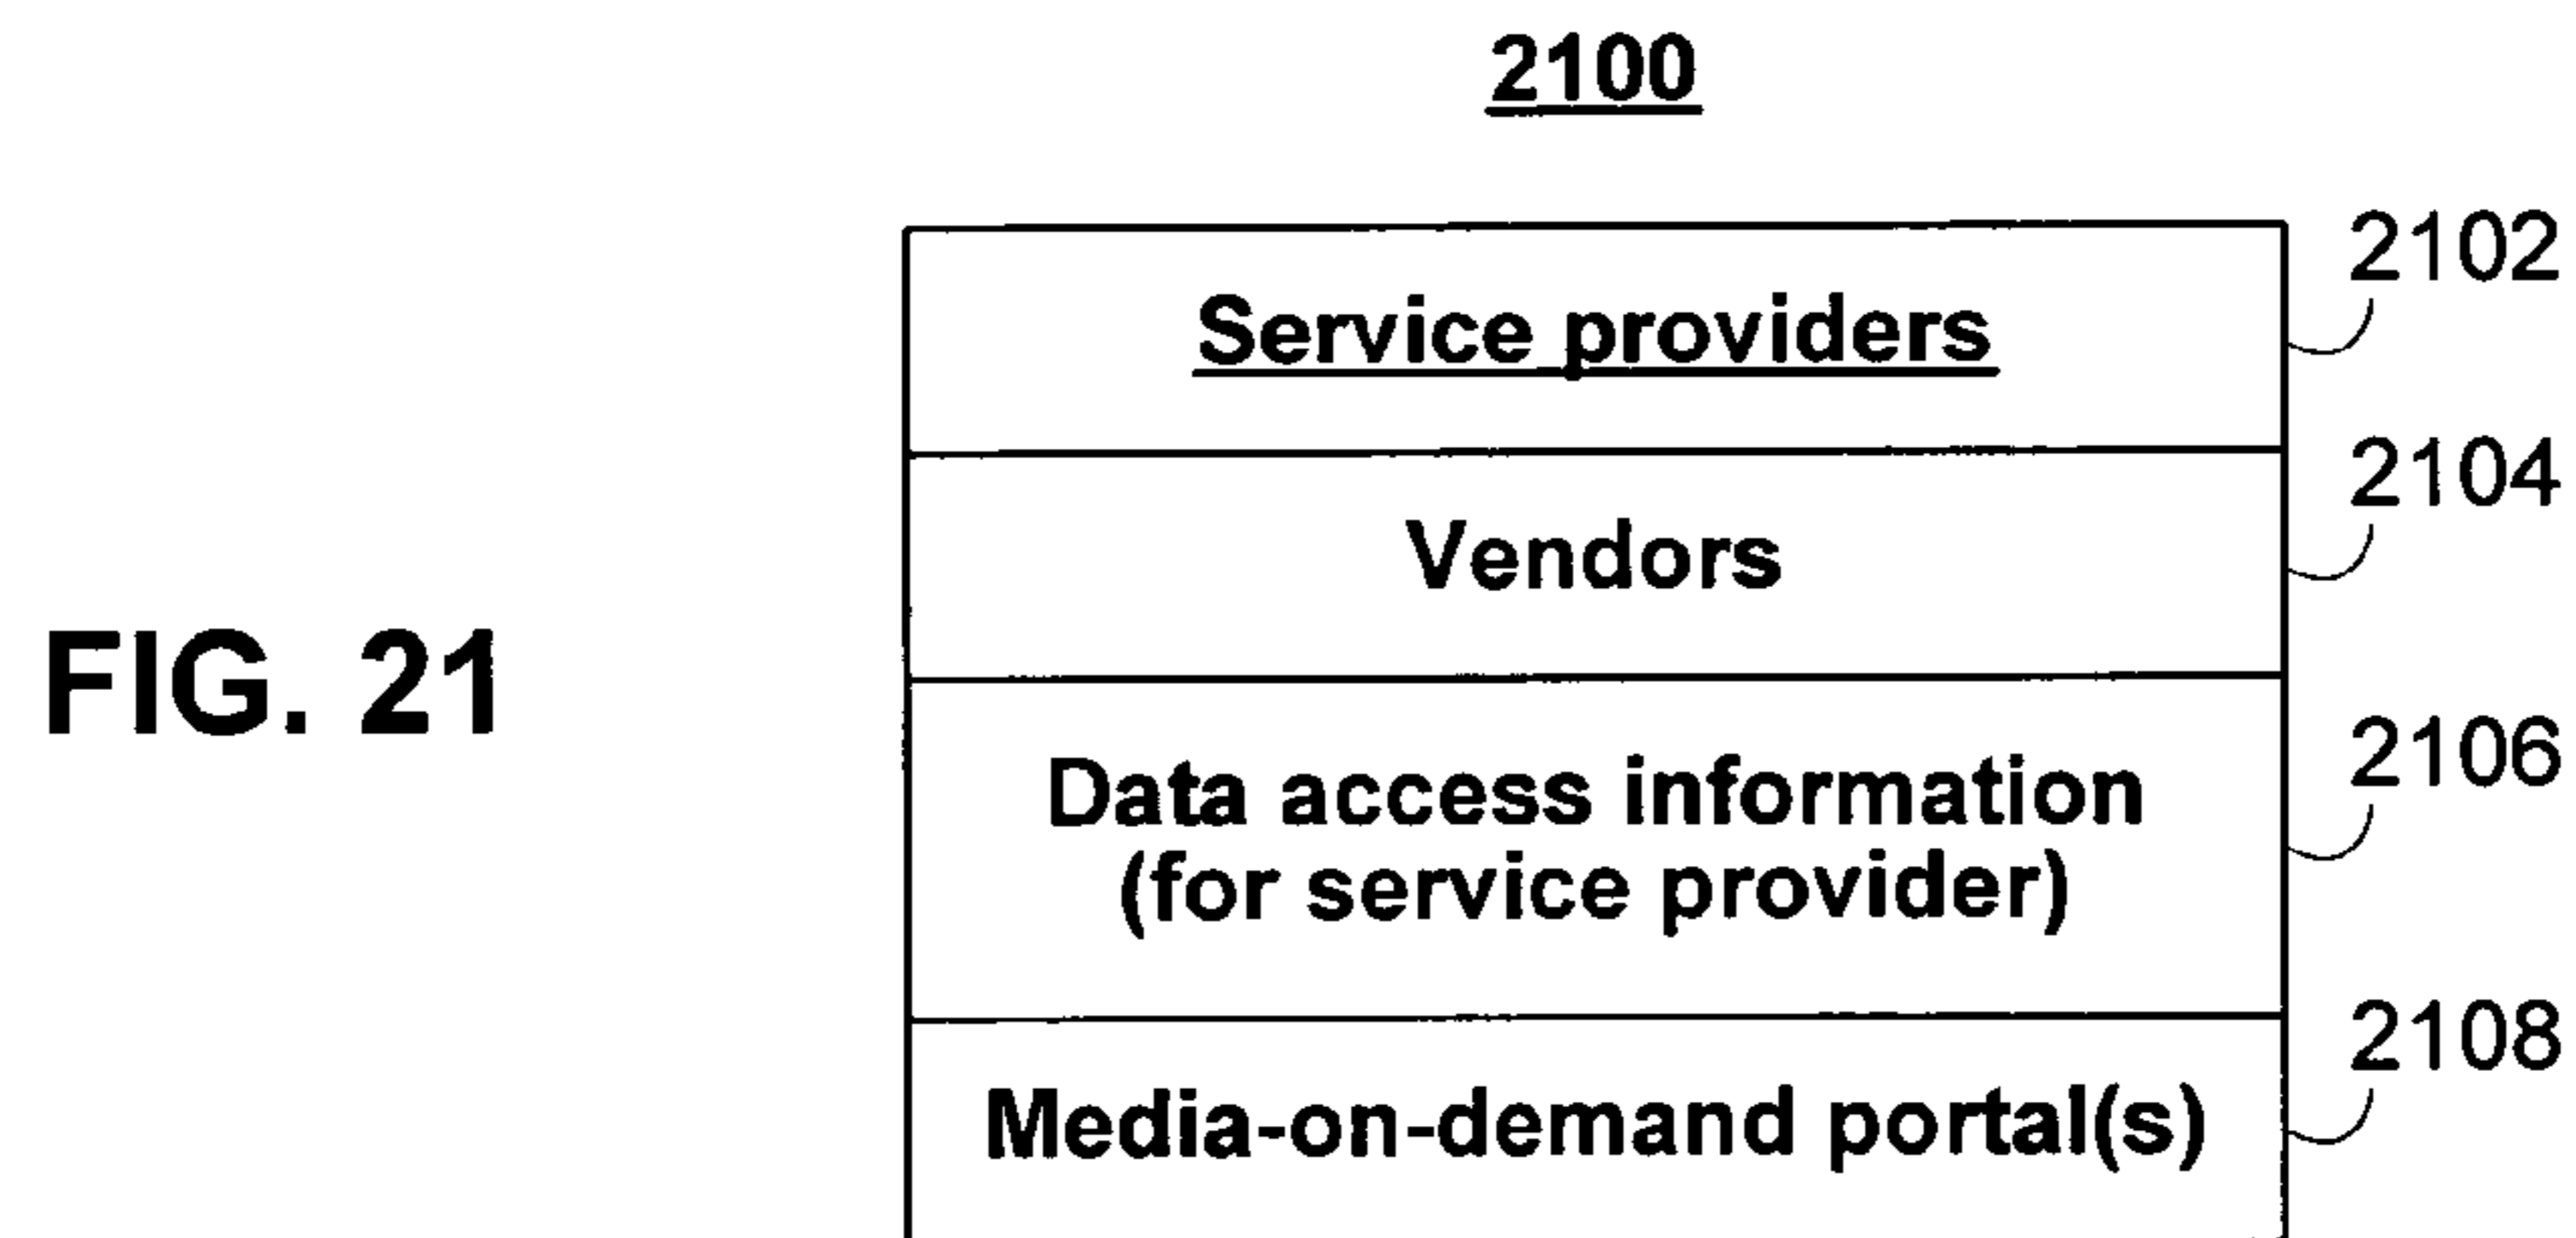 2100
2102
Service providers
2104
Vendors
FIG. 21
2106
Data access information
(for service provider)
2108
Media-on-demand portal(s)